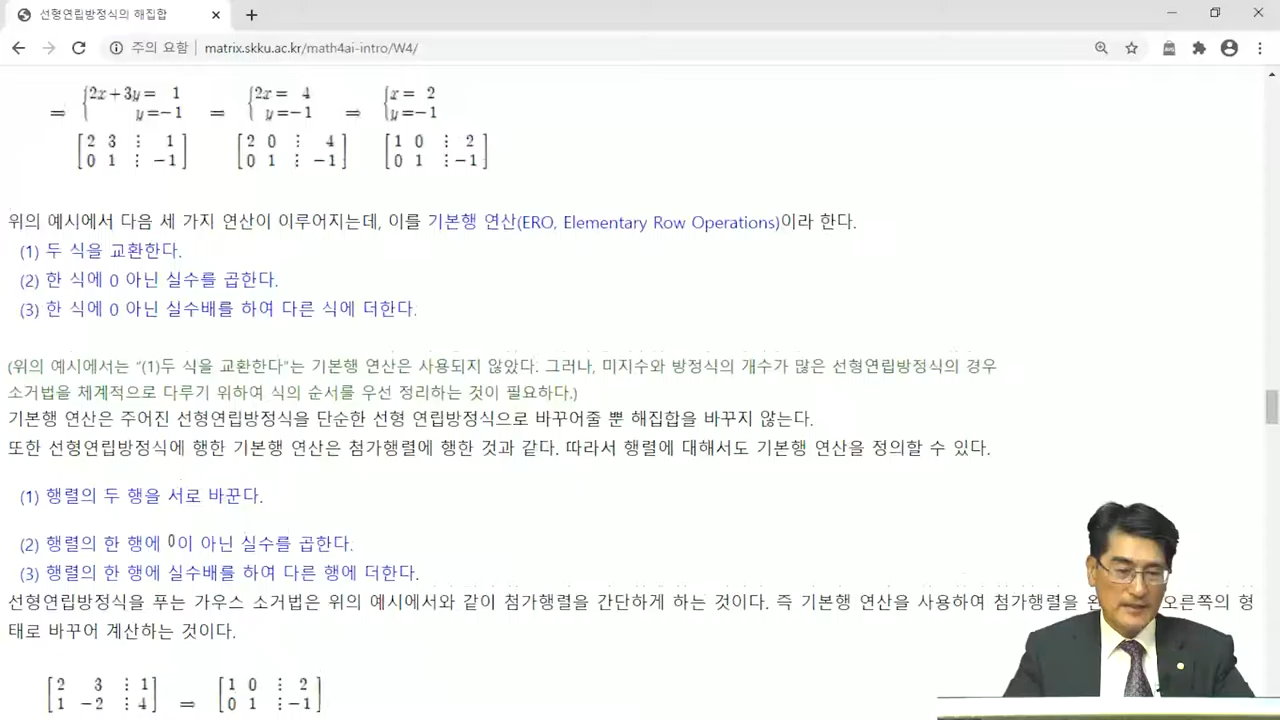 선형연립방정식의 해집합
주의 요함 matrix.skku.ac.kr/math4ai-intro/W4/
⇒ {2x+3y= 1 ⇒ {2x= 4 ⇒ {x= 2
y=−1 y=−1 y=−1
[2 3 ⋮ 1] [2 0 ⋮ 4] [1 0 ⋮ 2]
[0 1 ⋮ −1] [0 1 ⋮ −1] [0 1 ⋮ −1]
위의 예시에서 다음 세 가지 연산이 이루어지는데, 이를 기본행 연산(ERO, Elementary Row Operations)이라 한다.
(1) 두 식을 교환한다.
(2) 한 식에 0 아닌 실수를 곱한다.
(3) 한 식에 0 아닌 실수배를 하여 다른 식에 더한다.
(위의 예시에서는 “(1)두 식을 교환한다”는 기본행 연산은 사용되지 않았다. 그러나, 미지수와 방정식의 개수가 많은 선형연립방정식의 경우
소거법을 체계적으로 다루기 위하여 식의 순서를 우선 정리하는 것이 필요하다.)
기본행 연산은 주어진 선형연립방정식을 단순한 선형 연립방정식으로 바꾸어줄 뿐 해집합을 바꾸지 않는다.
또한 선형연립방정식에 행한 기본행 연산은 첨가행렬에 행한 것과 같다. 따라서 행렬에 대해서도 기본행 연산을 정의할 수 있다.
(1) 행렬의 두 행을 서로 바꾼다.
(2) 행렬의 한 행에 0이 아닌 실수를 곱한다.
(3) 행렬의 한 행에 실수배를 하여 다른 행에 더한다.
선형연립방정식을 푸는 가우스 소거법은 위의 예시에서와 같이 첨가행렬을 간단하게 하는 것이다. 즉 기본행 연산을 사용하여 첨가행렬을 오른쪽의 형
태로 바꾸어 계산하는 것이다.
[2 3 ⋮ 1] ⇒ [1 0 ⋮ 2]
[1 −2 ⋮ 4] [0 1 ⋮ −1]